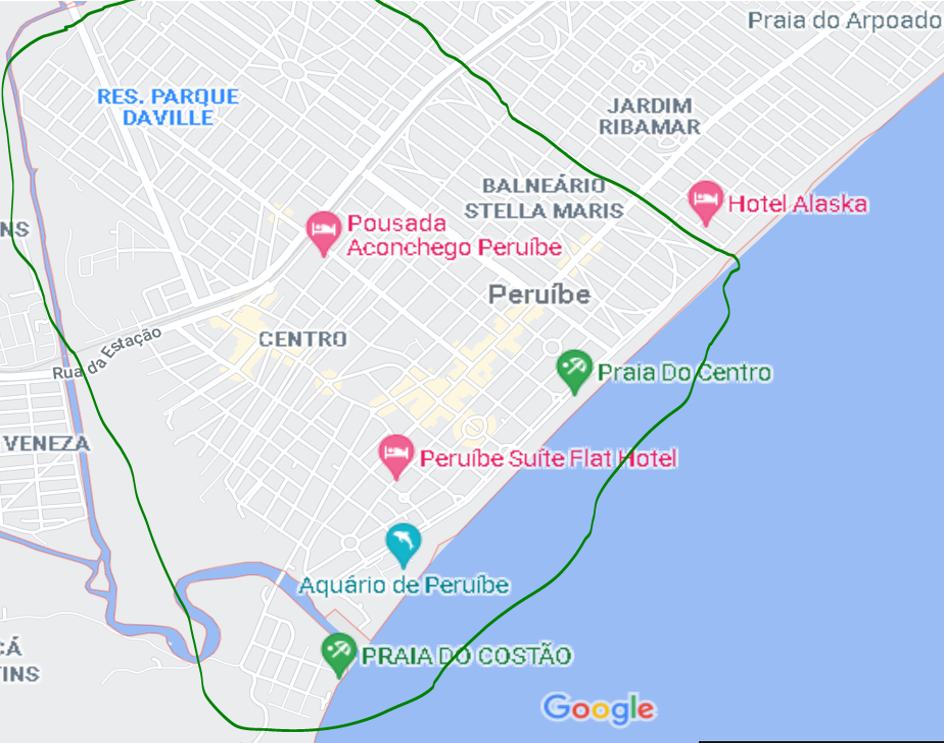 Praia do Arpoado
RES. PARQUE
DAVILLE
JARDIM
RIBAMAR
BALNEÁRIO
STELLA MARIS
Hotel Alaska
NS
Pousada
Aconchego Peruíbe
Peruíbe
CENTRO
Rua da Estação
Praia Do Centro
VENEZA
Peruíbe Suíte Flat Hotel
Aquário de Peruíbe
CÁ
TINS
PRAIA DO COSTÃO
Google